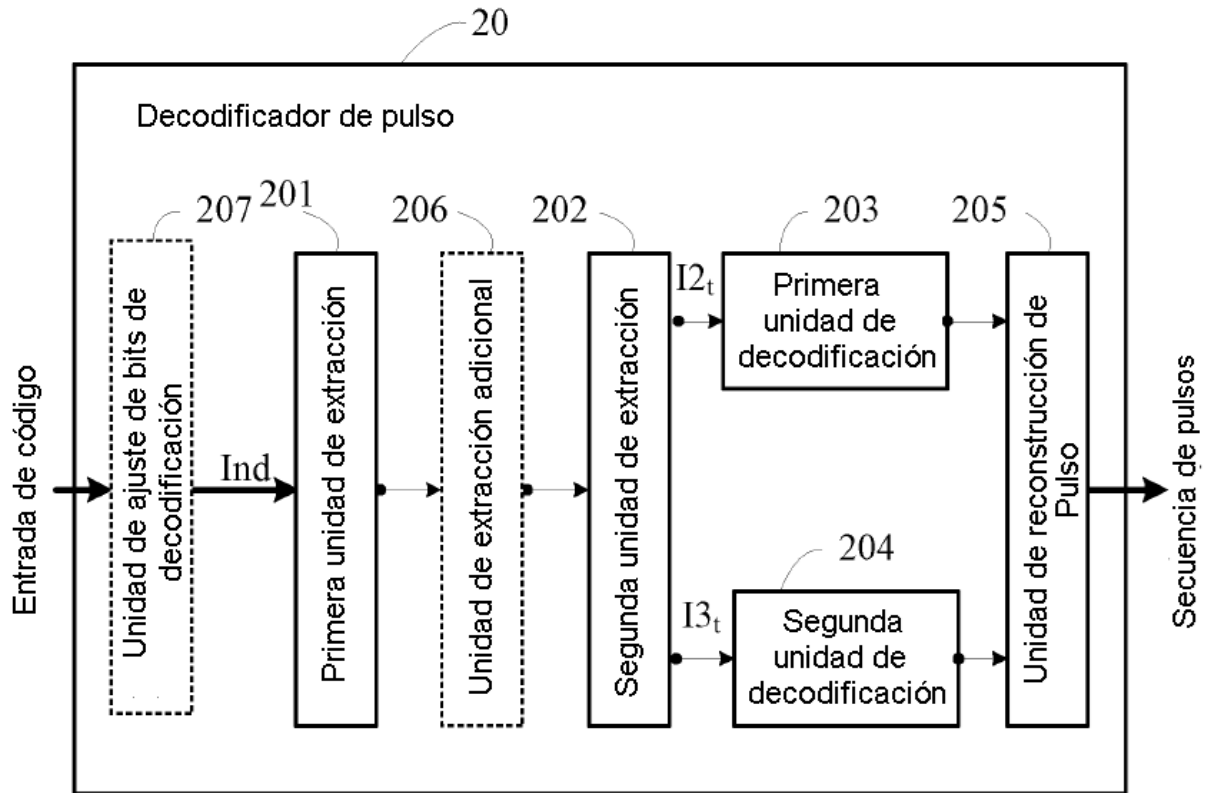 20
Decodificador de pulso
207
201
206
202
203
205
Entrada de código
Unidad de ajuste de bits de
decodificación
Ind
Primera unidad de extracción
Unidad de extracción adicional
Segunda unidad de extracción
I2t
Primera
unidad de
decodificación
I3t
204
Segunda
unidad de
decodificación
Unidad de reconstrucción de
Pulso
Secuencia de pulsos